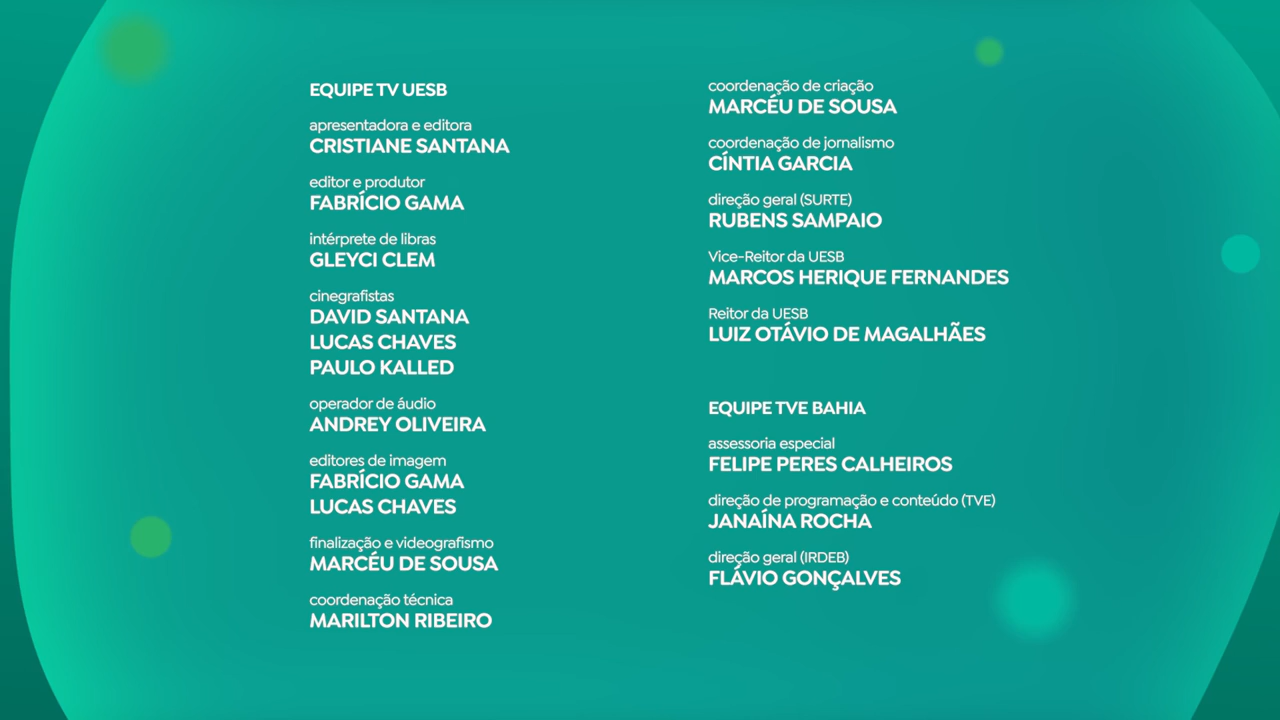 EQUIPE TV UESB
apresentadora e editora
CRISTIANE SANTANA
editor e produtor
FABRÍCIO GAMA
intérprete de libras
GLEYCI CLEM
cinegrafistas
DAVID SANTANA
LUCAS CHAVES
PAULO KALLED
operador de áudio
ANDREY OLIVEIRA
editores de imagem
FABRÍCIO GAMA
LUCAS CHAVES
finalização e videografismo
MARCÉU DE SOUSA
coordenação técnica
MARILTON RIBEIRO
coordenação de criação
MARCÉU DE SOUSA
coordenação de jornalismo
CÍNTIA GARCIA
direção geral (SURTE)
RUBENS SAMPAIO
Vice-Reitor da UESB
MARCOS HERIQUE FERNANDES
Reitor da UESB
LUIZ OTÁVIO DE MAGALHÃES
EQUIPE TVE BAHIA
assessoria especial
FELIPE PERES CALHEIROS
direção de programação e conteúdo (TVE)
JANAÍNA ROCHA
direção geral (IRDEB)
FLÁVIO GONÇALVES